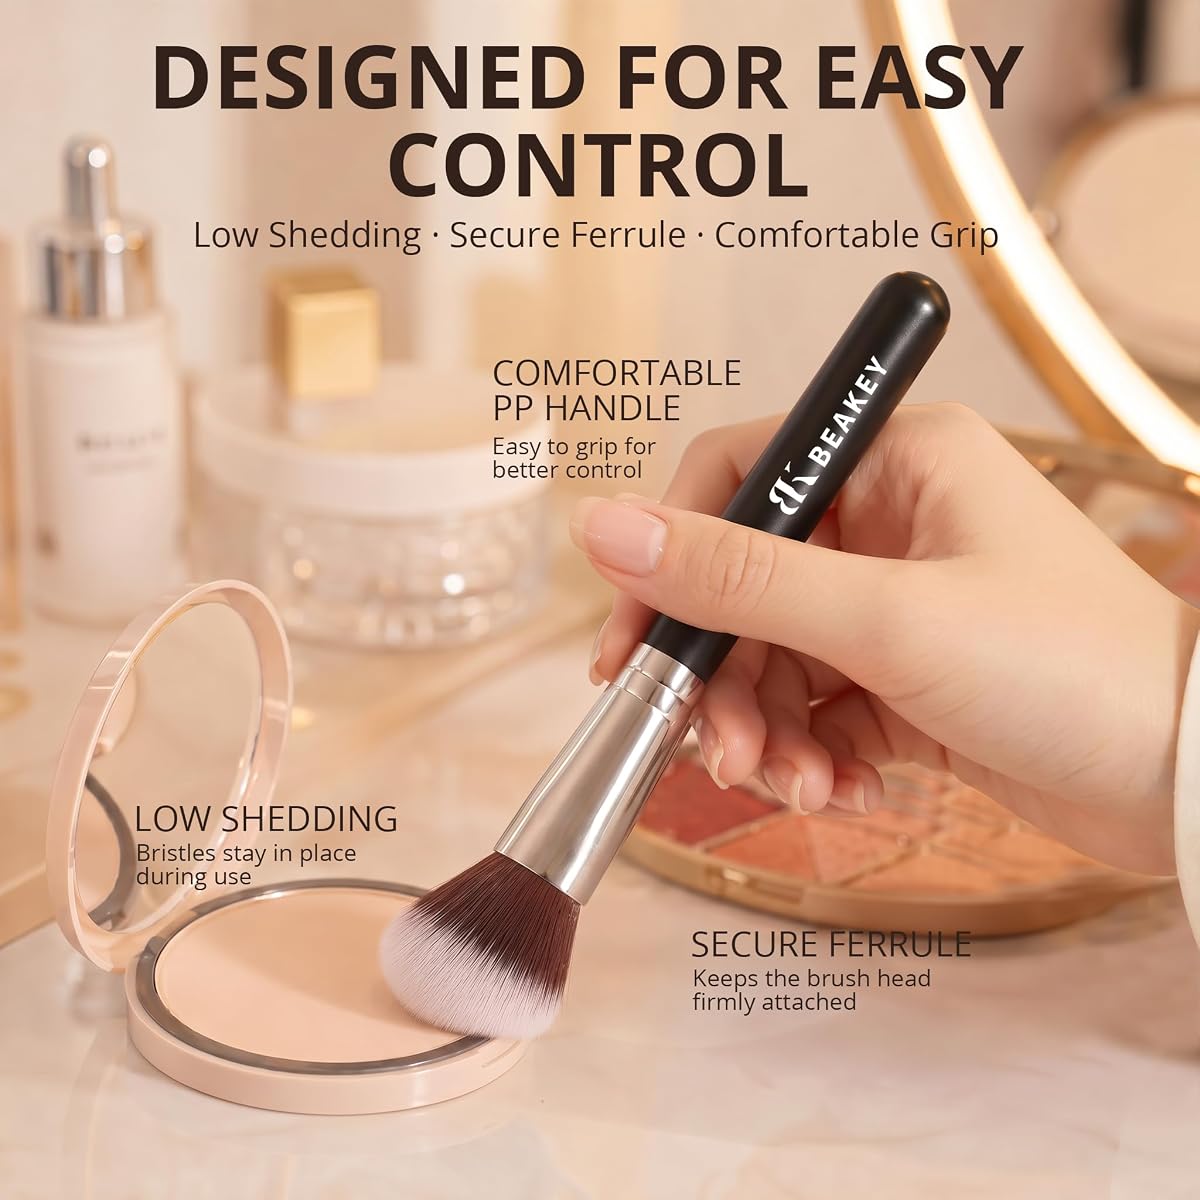 DESIGNED FOR EASY
CONTROL
Low Shedding · Secure Ferrule · Comfortable Grip
COMFORTABLE
PP HANDLE
Easy to grip for
better control
BK BEAKEY
LOW SHEDDING
Bristles stay in place
during use
SECURE FERRULE
Keeps the brush head
firmly attached